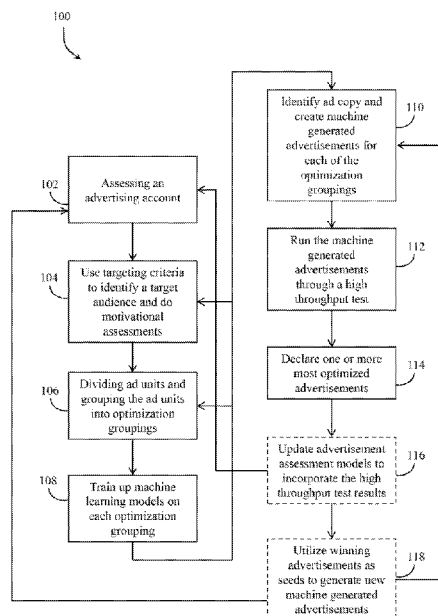 100
102
Assessing an
advertising account
104
Use targeting criteria
to identify a target
audience and do
motivational
assessments
106
Dividing ad units and
grouping the ad units
into optimization
groupings
108
Train up machine
learning models on
each optimization
grouping
Identify ad copy and
create machine
generated
advertisements for
each of the
optimization
groupings
110
Run the machine
generated
advertisements
through a high
throughput test
112
Declare one or more
most optimized
advertisements
114
Update advertisement
assessment models to
incorporate the high
throughput test results
116
Utilize winning
advertisements as
seeds to generate new
machine generated
advertisements
118